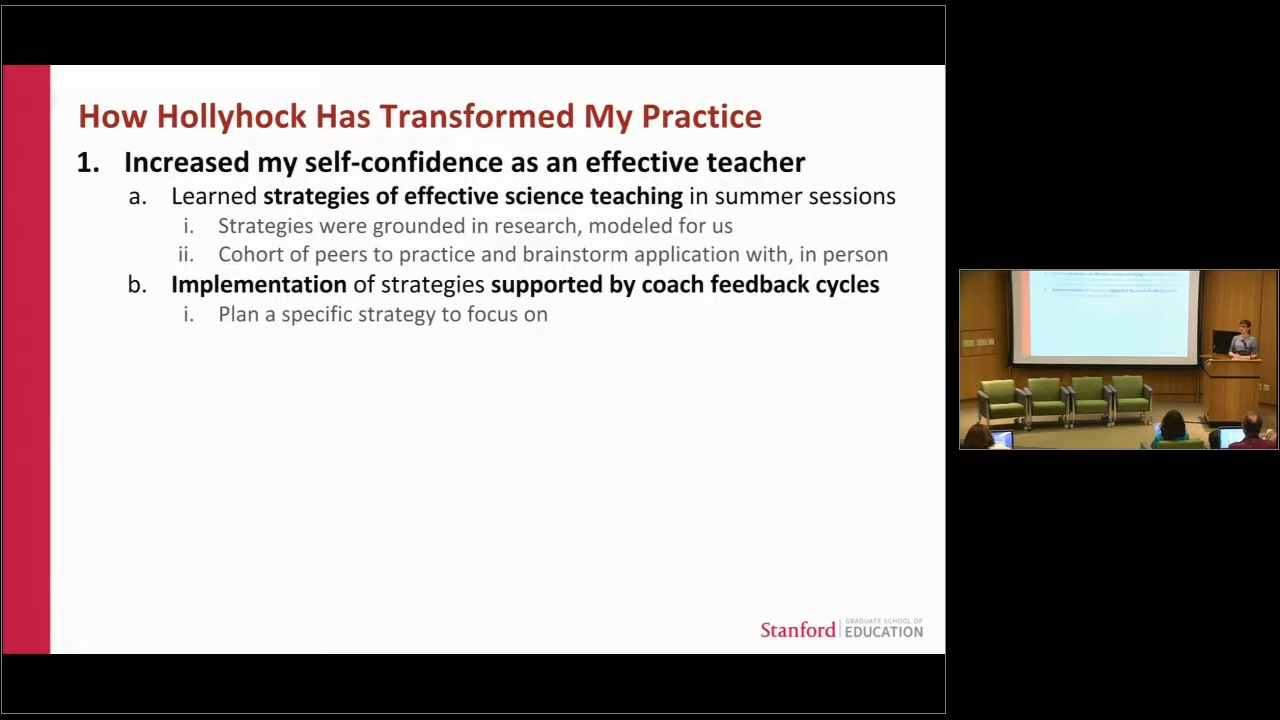 How Hollyhock Has Transformed My Practice
1. Increased my self-confidence as an effective teacher
a. Learned strategies of effective science teaching in summer sessions
i. Strategies were grounded in research, modeled for us
ii. Cohort of peers to practice and brainstorm application with, in person
b. Implementation of strategies supported by coach feedback cycles
i. Plan a specific strategy to focus on
Stanford
GRADUATE SCHOOL OF
EDUCATION